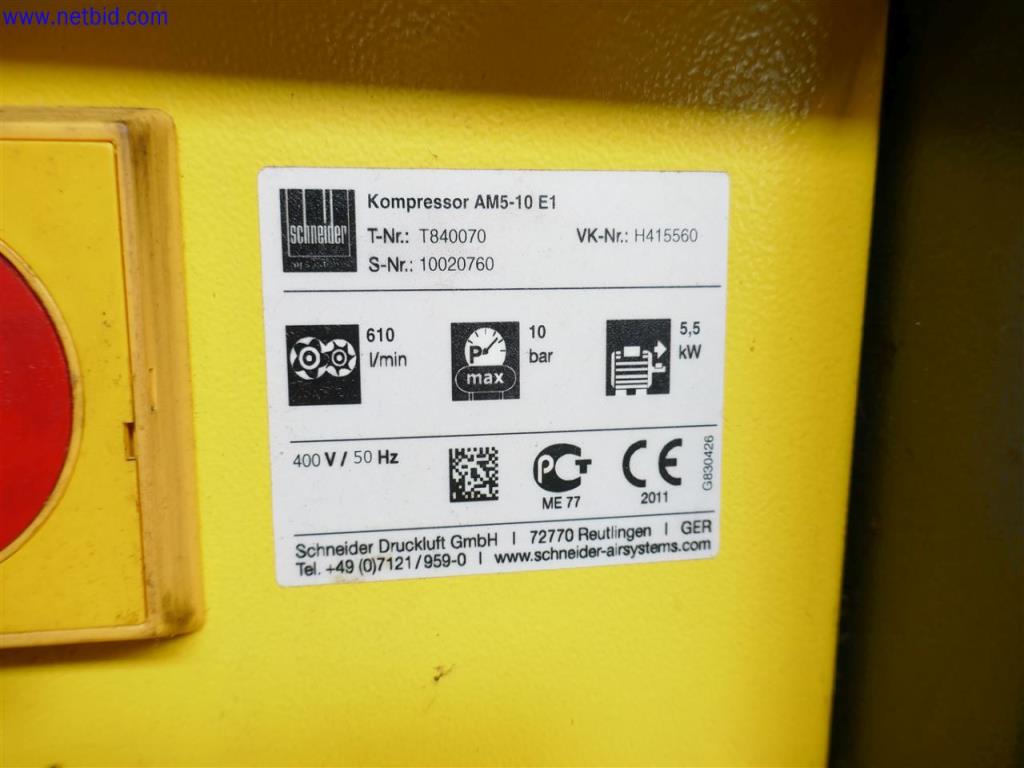 www.netbid.com
schneider
Kompressor AM5-10 E1
T-Nr.: T840070 VK-Nr.: H415560
S-Nr.: 10020760
610 l/min
P max
10 bar
5,5 kW
400 V / 50 Hz
PCT
ME 77
CE
2011
G830426
Schneider Druckluft GmbH | 72770 Reutlingen | GER
Tel. +49 (0)7121/959-0 | www.schneider-airsystems.com